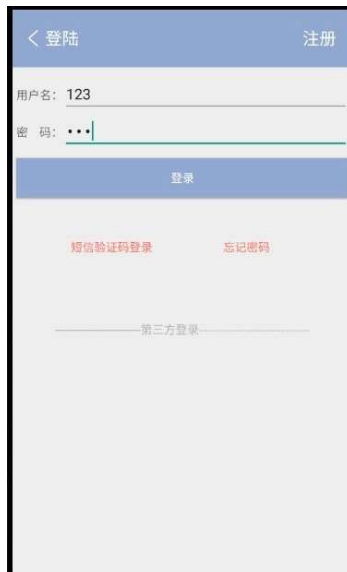 登陆 注册
用户名： 123
密 码： •••
登录
短信验证码登录 忘记密码
第三方登录